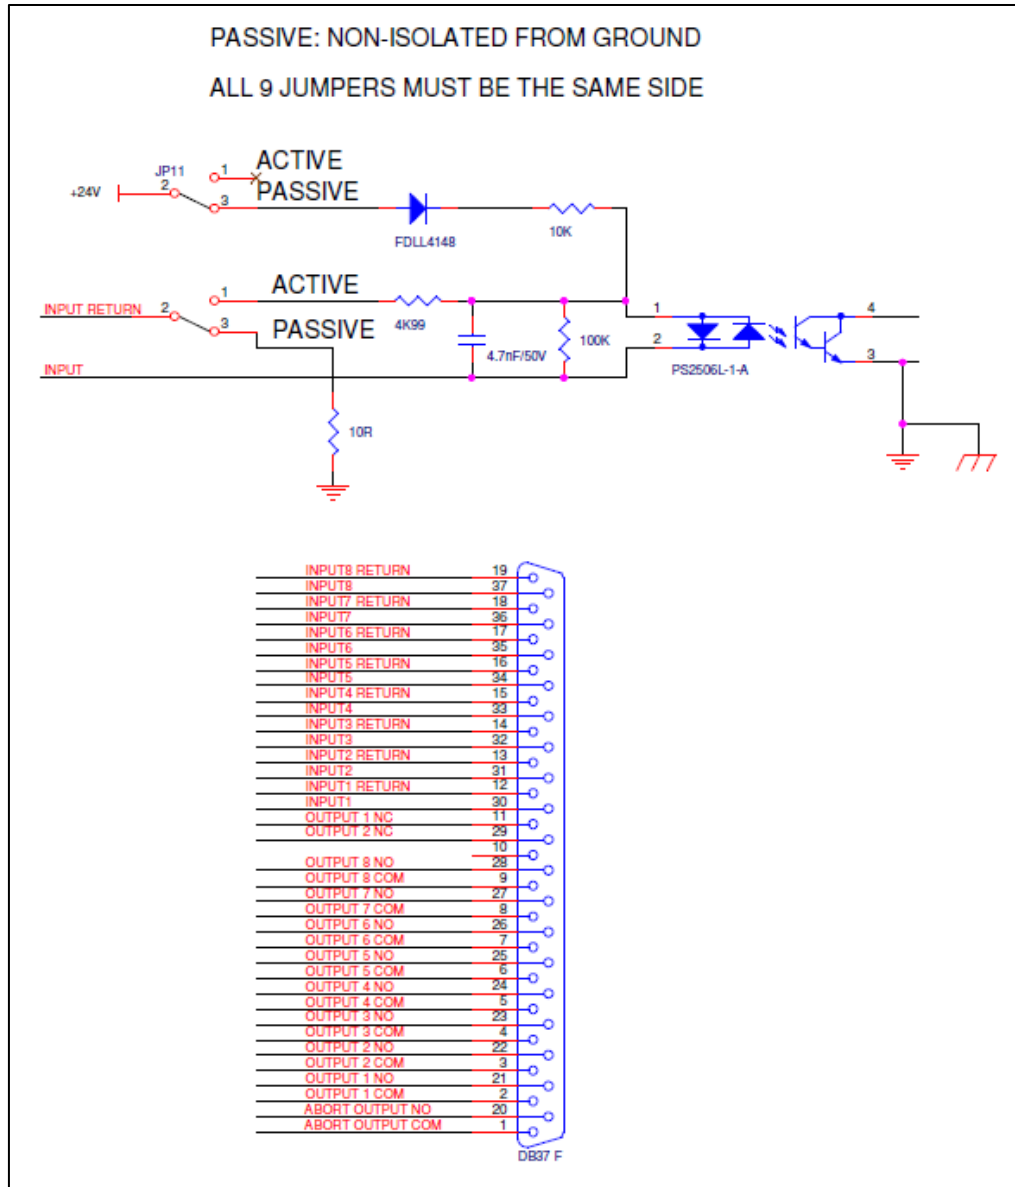 PASSIVE: NON-ISOLATED FROM GROUND
ALL 9 JUMPERS MUST BE THE SAME SIDE
JP11
1
ACTIVE
+24V
2
PASSIVE
3
FDLL4148
10K
INPUT RETURN
2
1
ACTIVE
3
PASSIVE
4K99
4.7nF/50V
100K
1
2
PS2506L-1-A
4
3
INPUT
10R
INPUT8 RETURN 19
INPUT8 37
INPUT7 RETURN 18
INPUT7 36
INPUT6 RETURN 17
INPUT6 35
INPUT5 RETURN 16
INPUT5 34
INPUT4 RETURN 15
INPUT4 33
INPUT3 RETURN 14
INPUT3 32
INPUT2 RETURN 13
INPUT2 31
INPUT1 RETURN 12
INPUT1 30
OUTPUT 1 NC 11
OUTPUT 2 NC 29
10
OUTPUT 8 NO 28
OUTPUT 8 COM 9
OUTPUT 7 NO 27
OUTPUT 7 COM 8
OUTPUT 6 NO 26
OUTPUT 6 COM 7
OUTPUT 5 NO 25
OUTPUT 5 COM 6
OUTPUT 4 NO 24
OUTPUT 4 COM 5
OUTPUT 3 NO 23
OUTPUT 3 COM 4
OUTPUT 2 NO 22
OUTPUT 2 COM 3
OUTPUT 1 NO 21
OUTPUT 1 COM 2
ABORT OUTPUT NO 20
ABORT OUTPUT COM 1
DB37 F